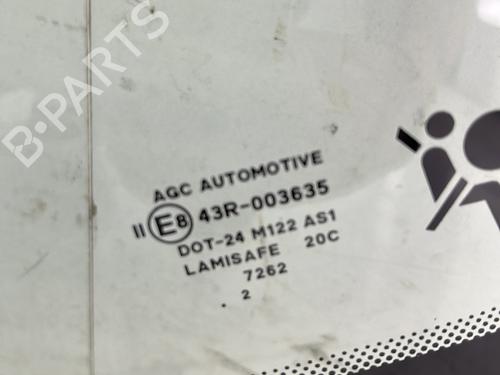 B-PARTS
AGC AUTOMOTIVE
II E8 43R-003635
DOT-24 M122 AS1
LAMISAFE 20C
7262
. 2